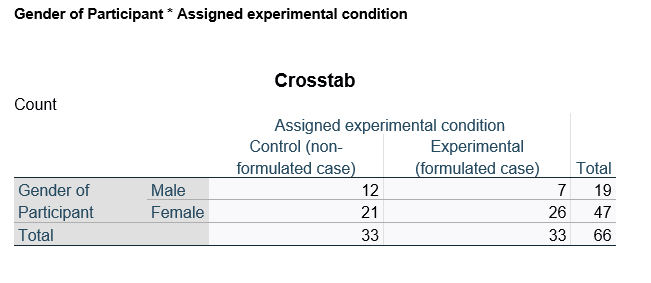 Gender of Participant * Assigned experimental condition
Crosstab
Count
Assigned experimental condition
Control (non-formulated case) Experimental (formulated case) Total
Gender of Participant Male 12 7 19
Female 21 26 47
Total 33 33 66